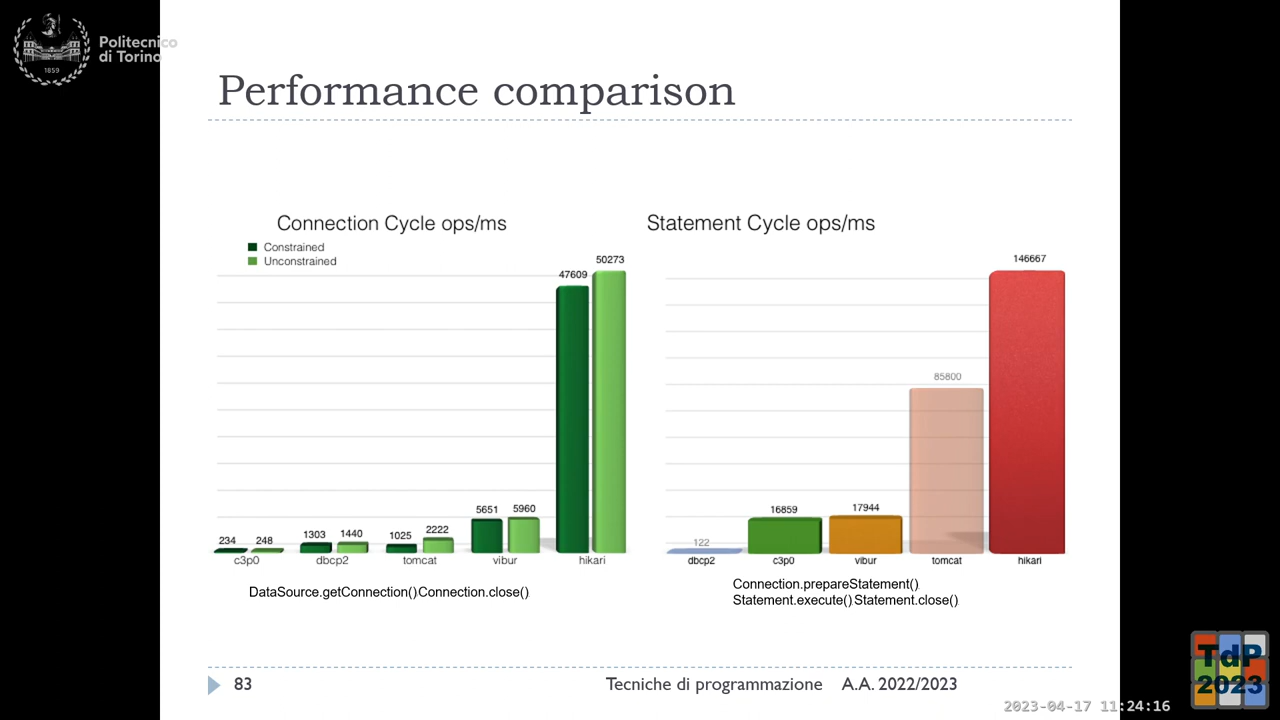 Politecnico
di Torino
1859
Performance comparison
Connection Cycle ops/ms
Constrained
Unconstrained
234
248
1303
1440
1025
2222
5651
5960
47609
50273
c3p0
dbcp2
tomcat
vibur
hikari
DataSource.getConnection() Connection.close()
Statement Cycle ops/ms
122
16859
17944
85800
146667
dbcp2
c3p0
vibur
tomcat
hikari
Connection.prepareStatement()
Statement.execute() Statement.close()
83
Tecniche di programmazione A.A. 2022/2023
TdP
2023
2023-04-17 11:24:16